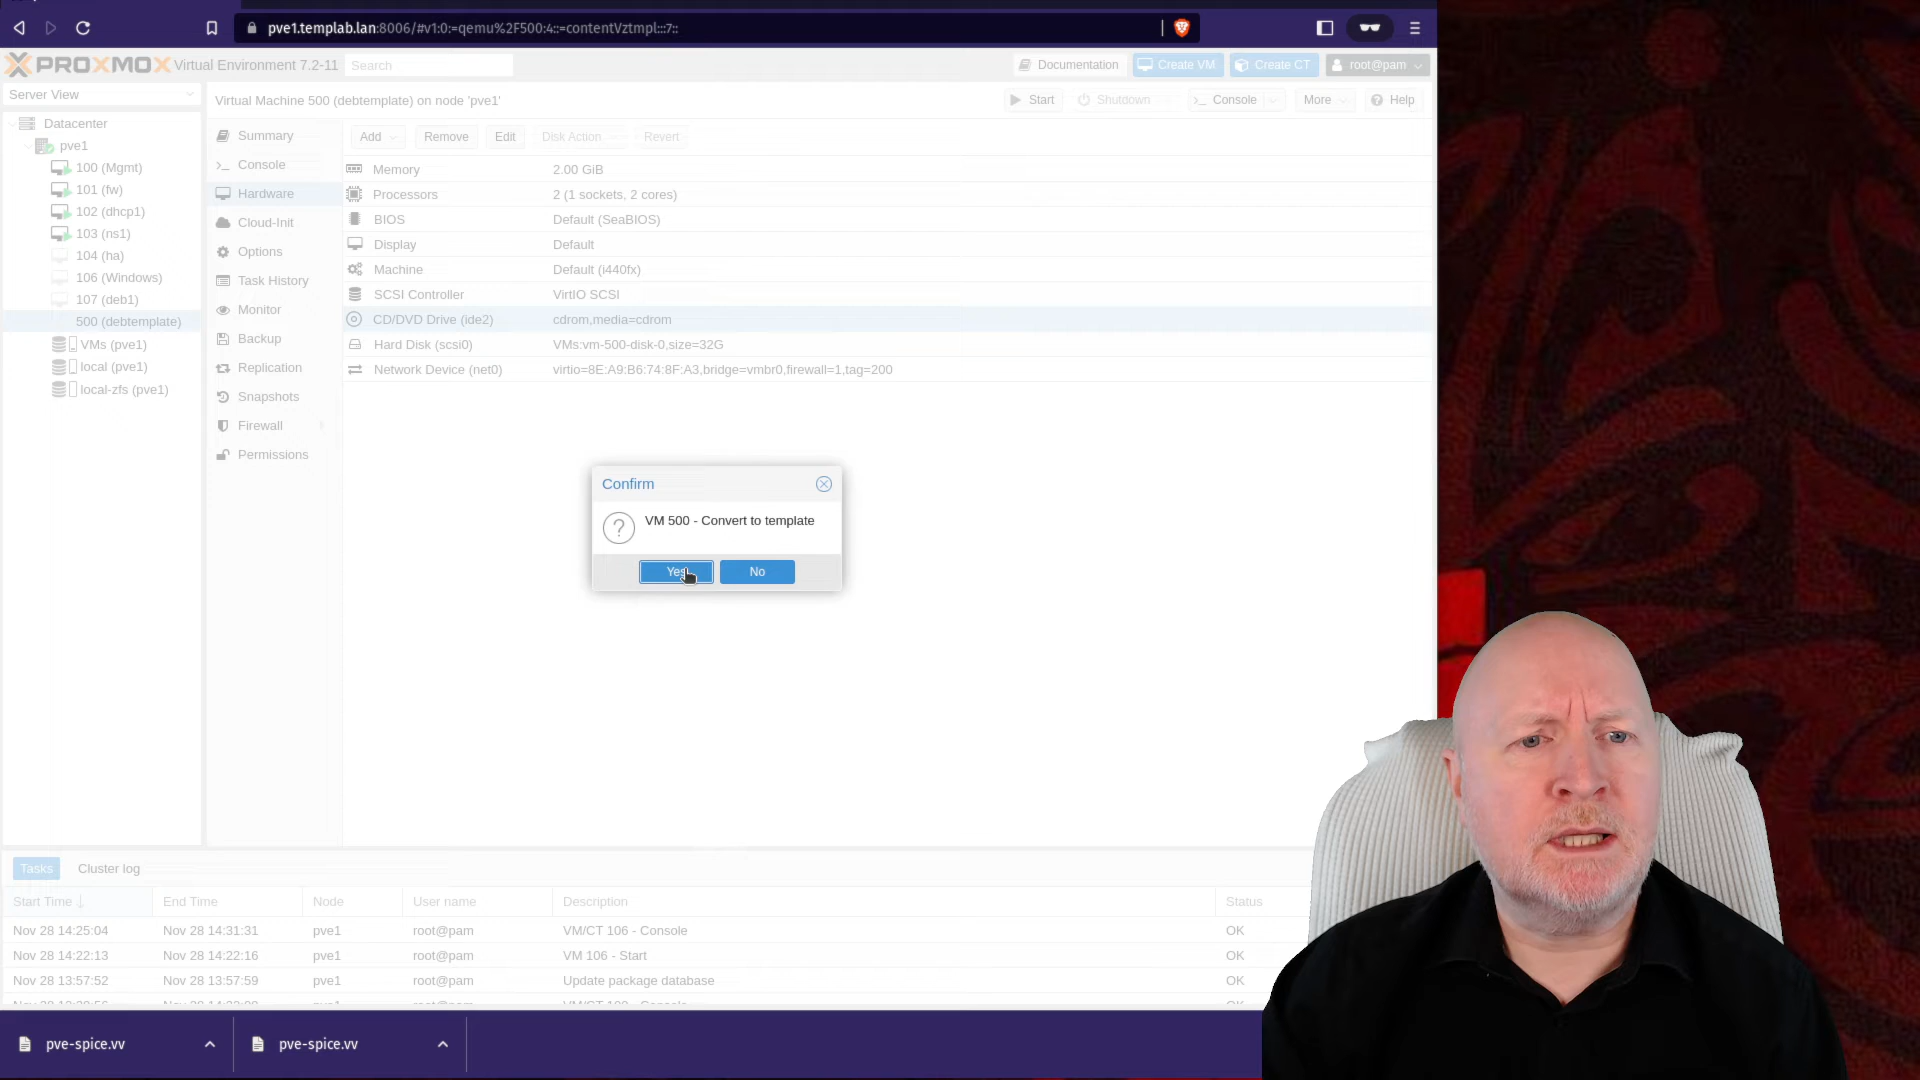 pve1.templab.lan:8006/#v1:0:=qemu%2F500:4::=contentVztmpl:::7::
PROXMOX Virtual Environment 7.2-11 Search Documentation Create VM Create CT root@pam
Server View
Virtual Machine 500 (debtemplate) on node 'pve1' Start Shutdown >_ Console More Help
Datacenter
pve1
100 (Mgmt)
101 (fw)
102 (dhcp1)
103 (ns1)
104 (ha)
106 (Windows)
107 (deb1)
500 (debtemplate)
VMs (pve1)
local (pve1)
local-zfs (pve1)
Summary
>_ Console
Hardware
Cloud-Init
Options
Task History
Monitor
Backup
Replication
Snapshots
Firewall
Permissions
Add Remove Edit Disk Action Revert
Memory 2.00 GiB
Processors 2 (1 sockets, 2 cores)
BIOS Default (SeaBIOS)
Display Default
Machine Default (i440fx)
SCSI Controller VirtIO SCSI
CD/DVD Drive (ide2) cdrom,media=cdrom
Hard Disk (scsi0) VMs:vm-500-disk-0,size=32G
Network Device (net0) virtio=8E:A9:B6:74:8F:A3,bridge=vmbr0,firewall=1,tag=200
Confirm
? VM 500 - Convert to template
Yes No
Tasks Cluster log
Start Time End Time Node User name Description Status
Nov 28 14:25:04 Nov 28 14:31:31 pve1 root@pam VM/CT 106 - Console OK
Nov 28 14:22:13 Nov 28 14:22:16 pve1 root@pam VM 106 - Start OK
Nov 28 13:57:52 Nov 28 13:57:59 pve1 root@pam Update package database OK
pve-spice.vv pve-spice.vv